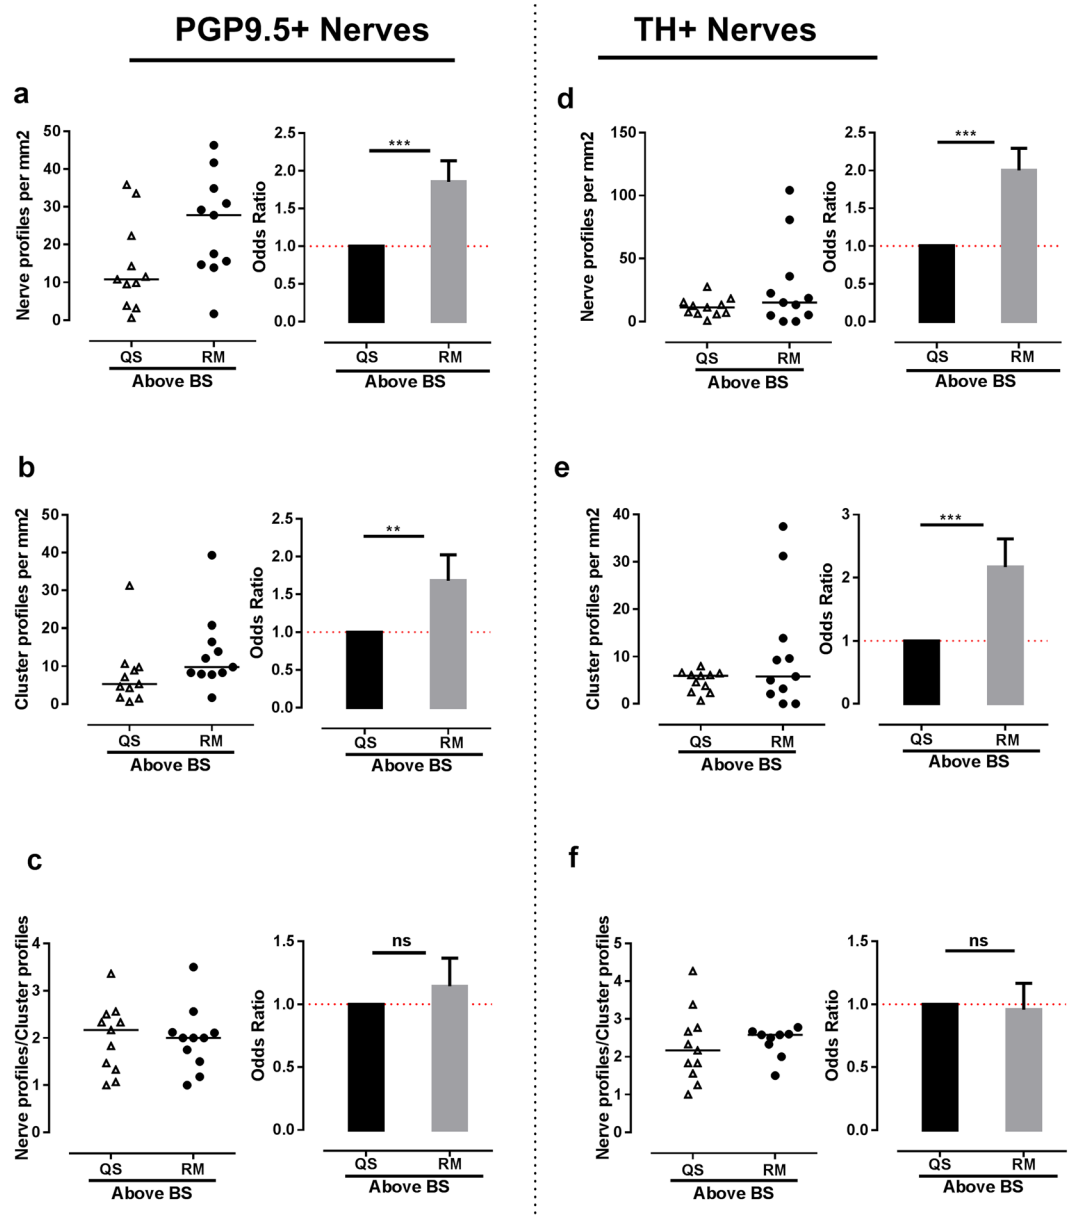 PGP9.5+ Nerves
TH+ Nerves
a
Nerve profiles per mm2
50
40
30
20
10
0
QS
RM
Above BS
Odds Ratio
2.5
2.0
1.5
1.0
0.5
0.0
***
QS
RM
Above BS
d
Nerve profiles per mm2
150
100
50
0
QS
RM
Above BS
Odds Ratio
2.5
2.0
1.5
1.0
0.5
0.0
***
QS
RM
Above BS
b
Cluster profiles per mm2
50
40
30
20
10
0
QS
RM
Above BS
Odds Ratio
2.5
2.0
1.5
1.0
0.5
0.0
**
QS
RM
Above BS
e
Cluster profiles per mm2
40
30
20
10
0
QS
RM
Above BS
Odds Ratio
3
2
1
0
***
QS
RM
Above BS
c
Nerve profiles/Cluster profiles
4
3
2
1
0
QS
RM
Above BS
Odds Ratio
1.5
1.0
0.5
0.0
ns
QS
RM
Above BS
f
Nerve profiles/Cluster profiles
5
4
3
2
1
0
QS
RM
Above BS
Odds Ratio
1.5
1.0
0.5
0.0
ns
QS
RM
Above BS